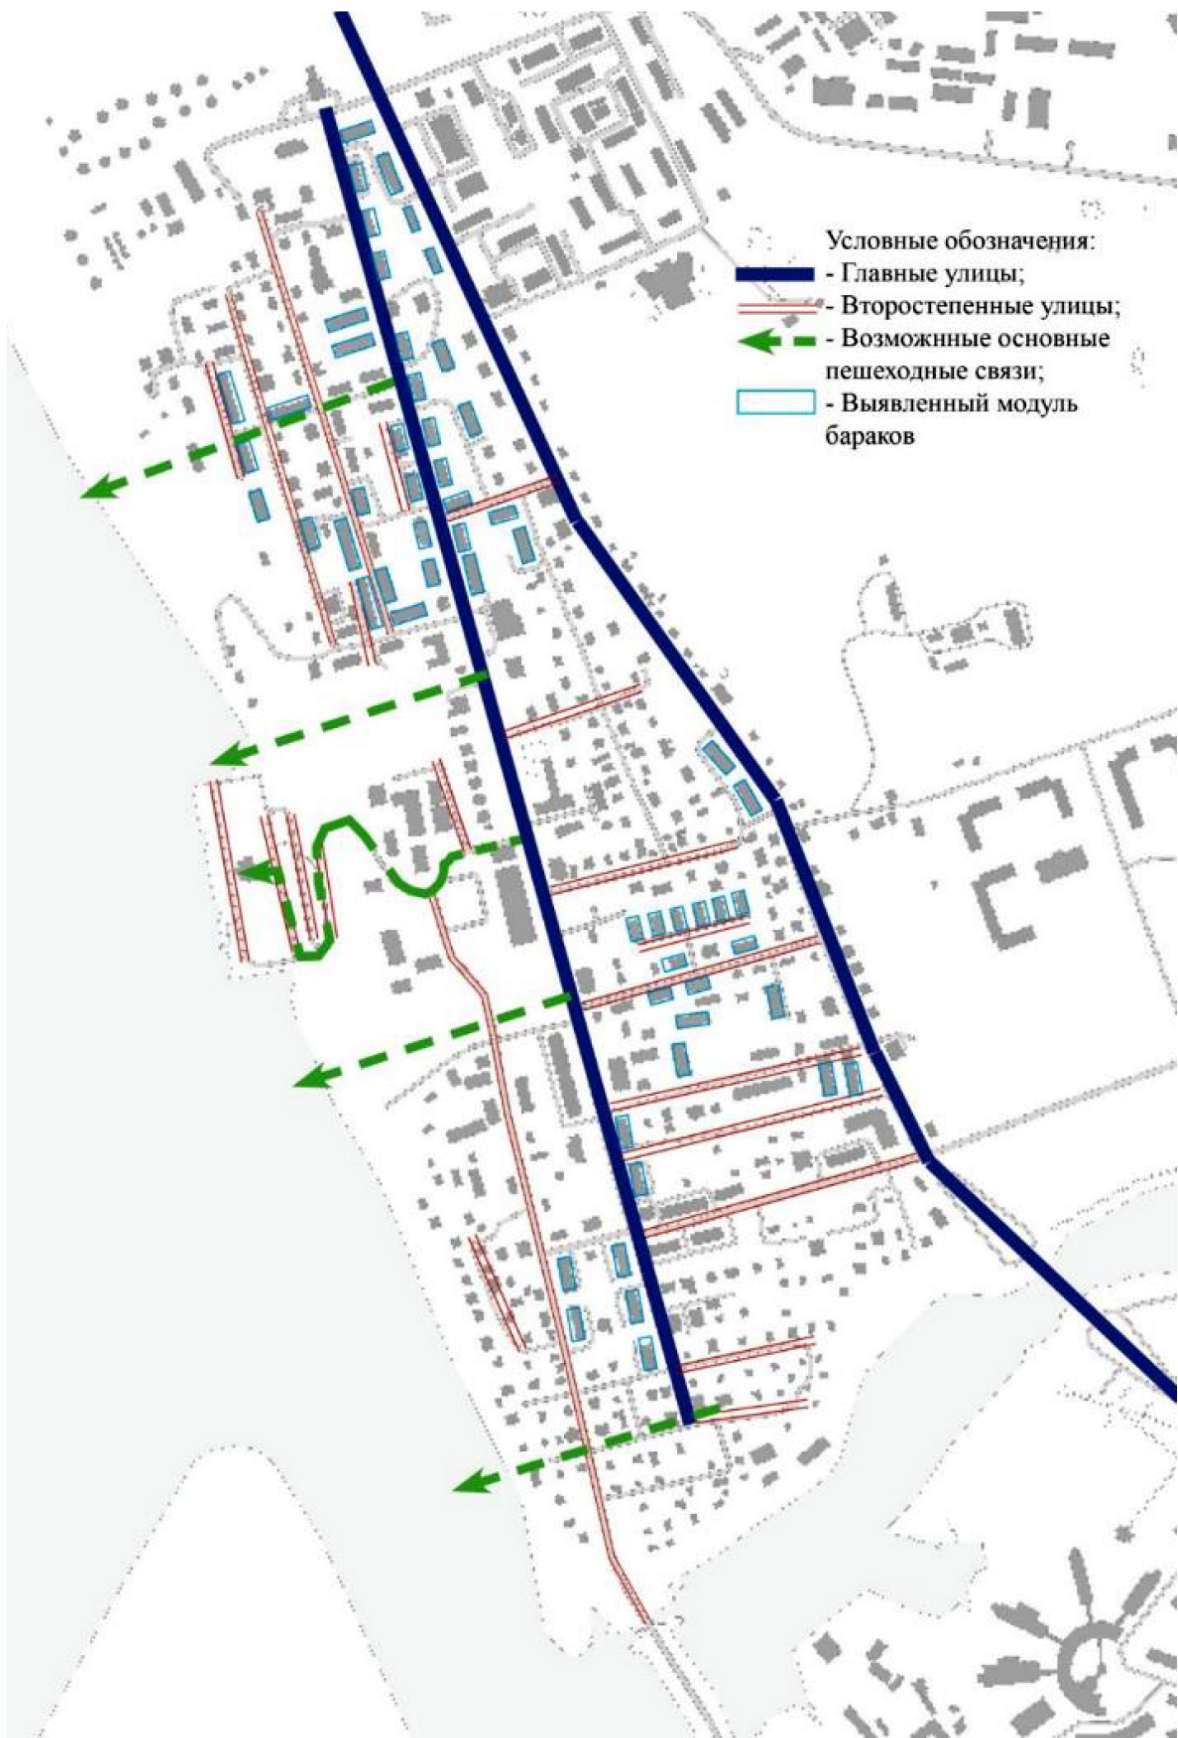 Условные обозначения:
- Главные улицы;
- Второстепенные улицы;
- Возможнные основные
пешеходные связи;
- Выявленный модуль
бараков